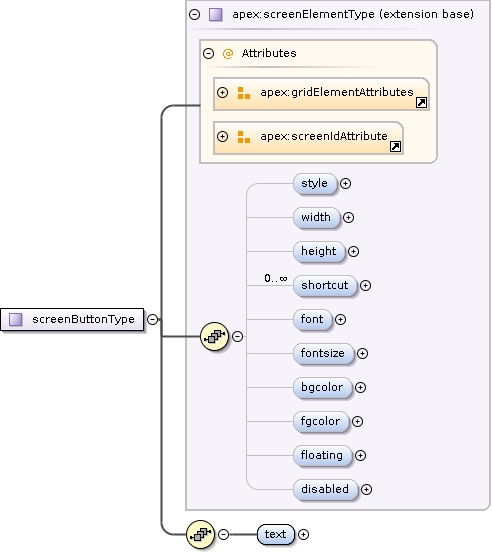 apex:screenElementType (extension base)
@ Attributes
apex:gridElementAttributes
apex:screenIdAttribute
style
width
height
0..∞
shortcut
screenButtonType
font
fontsize
bgcolor
fgcolor
floating
disabled
text